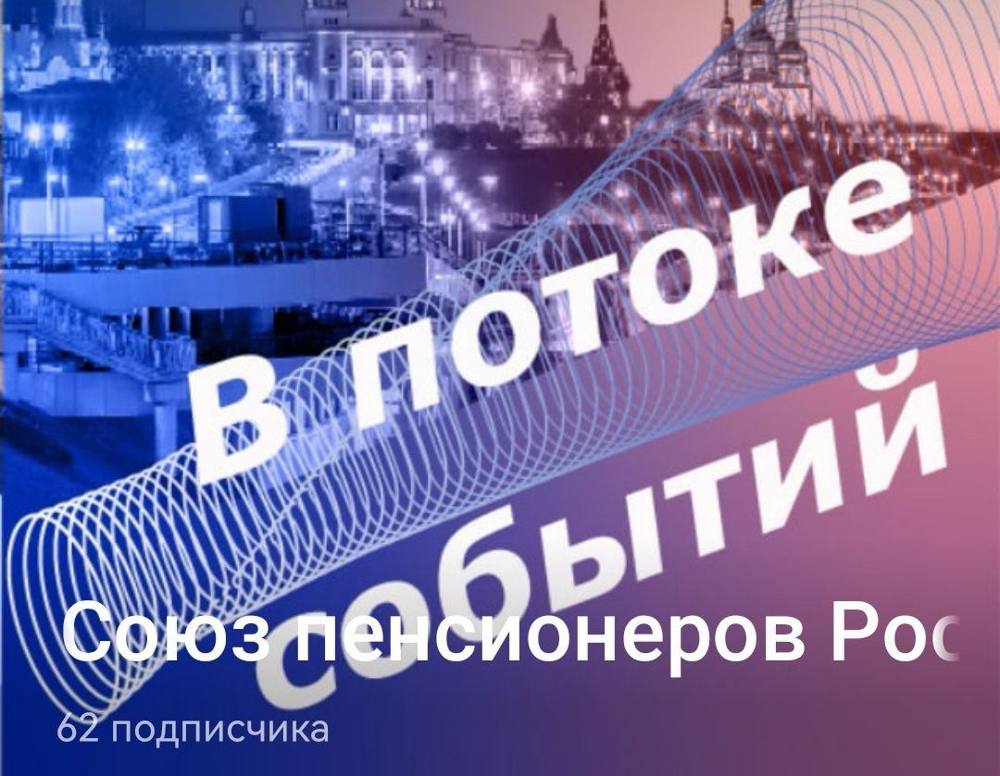 В потоке
событий
Союз пенсионеров Рос
62 подписчика